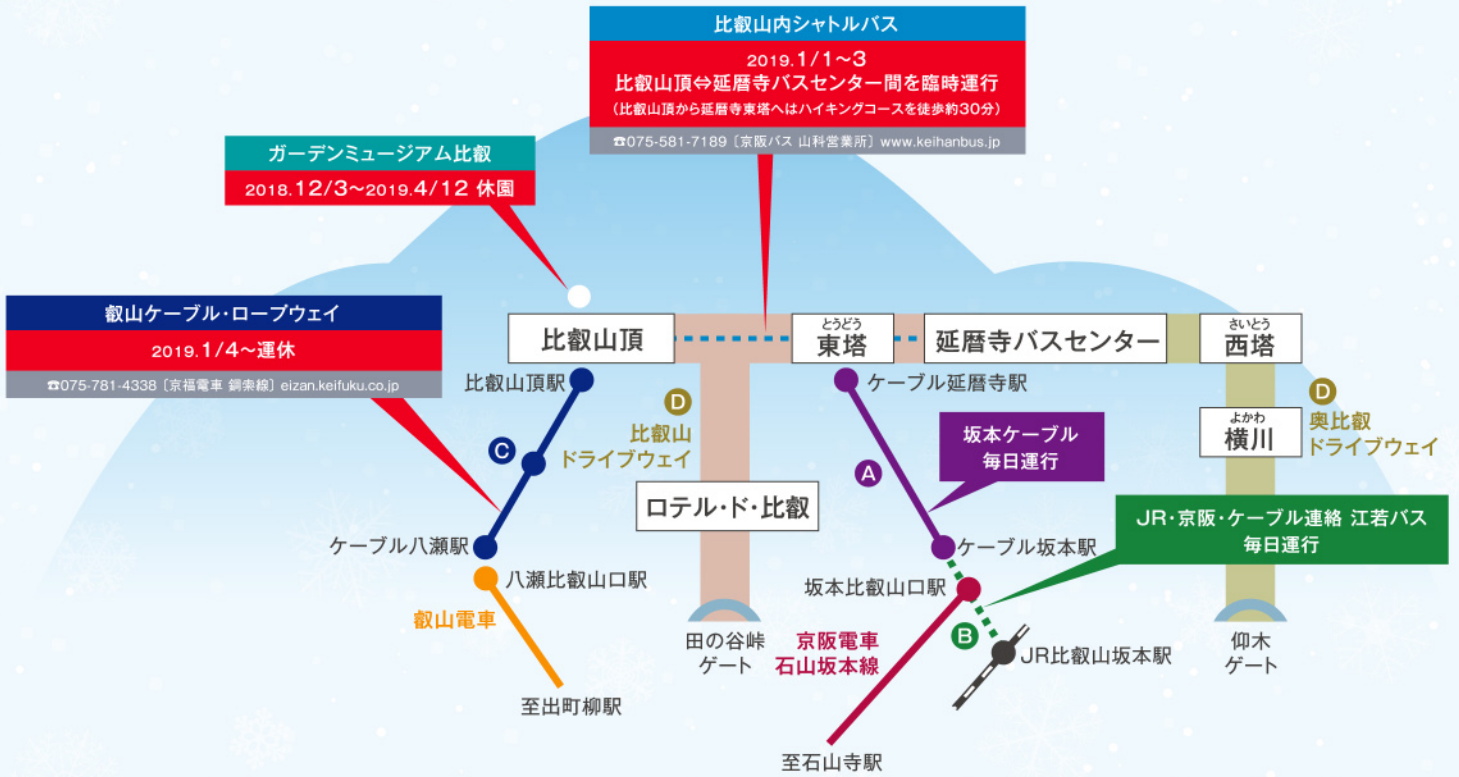 比叡山内シャトルバス
2019.1/1~3
比叡山頂⇔延暦寺バスセンター間を臨時運行
(比叡山頂から延暦寺東塔へはハイキングコースを徒歩約30分)
☎075-581-7189〔京阪バス 山科営業所〕www.keihanbus.jp
ガーデンミュージアム比叡
2018.12/3~2019.4/12 休園
叡山ケーブル・ロープウェイ
2019.1/4~運休
☎075-781-4338〔京福電車 鋼索線〕eizan.keifuku.co.jp
比叡山頂
とうどう
東塔
延暦寺バスセンター
さいとう
西塔
比叡山頂駅
ケーブル延暦寺駅
D
比叡山
ドライブウェイ
よかわ
横川
D
奥比叡
ドライブウェイ
C
A
坂本ケーブル
毎日運行
ロテル・ド・比叡
JR・京阪・ケーブル連絡 江若バス
毎日運行
ケーブル八瀬駅
ケーブル坂本駅
八瀬比叡山口駅
坂本比叡山口駅
叡山電車
田の谷峠
ゲート
京阪電車
石山坂本線
B
JR比叡山坂本駅
仰木
ゲート
至出町柳駅
至石山寺駅